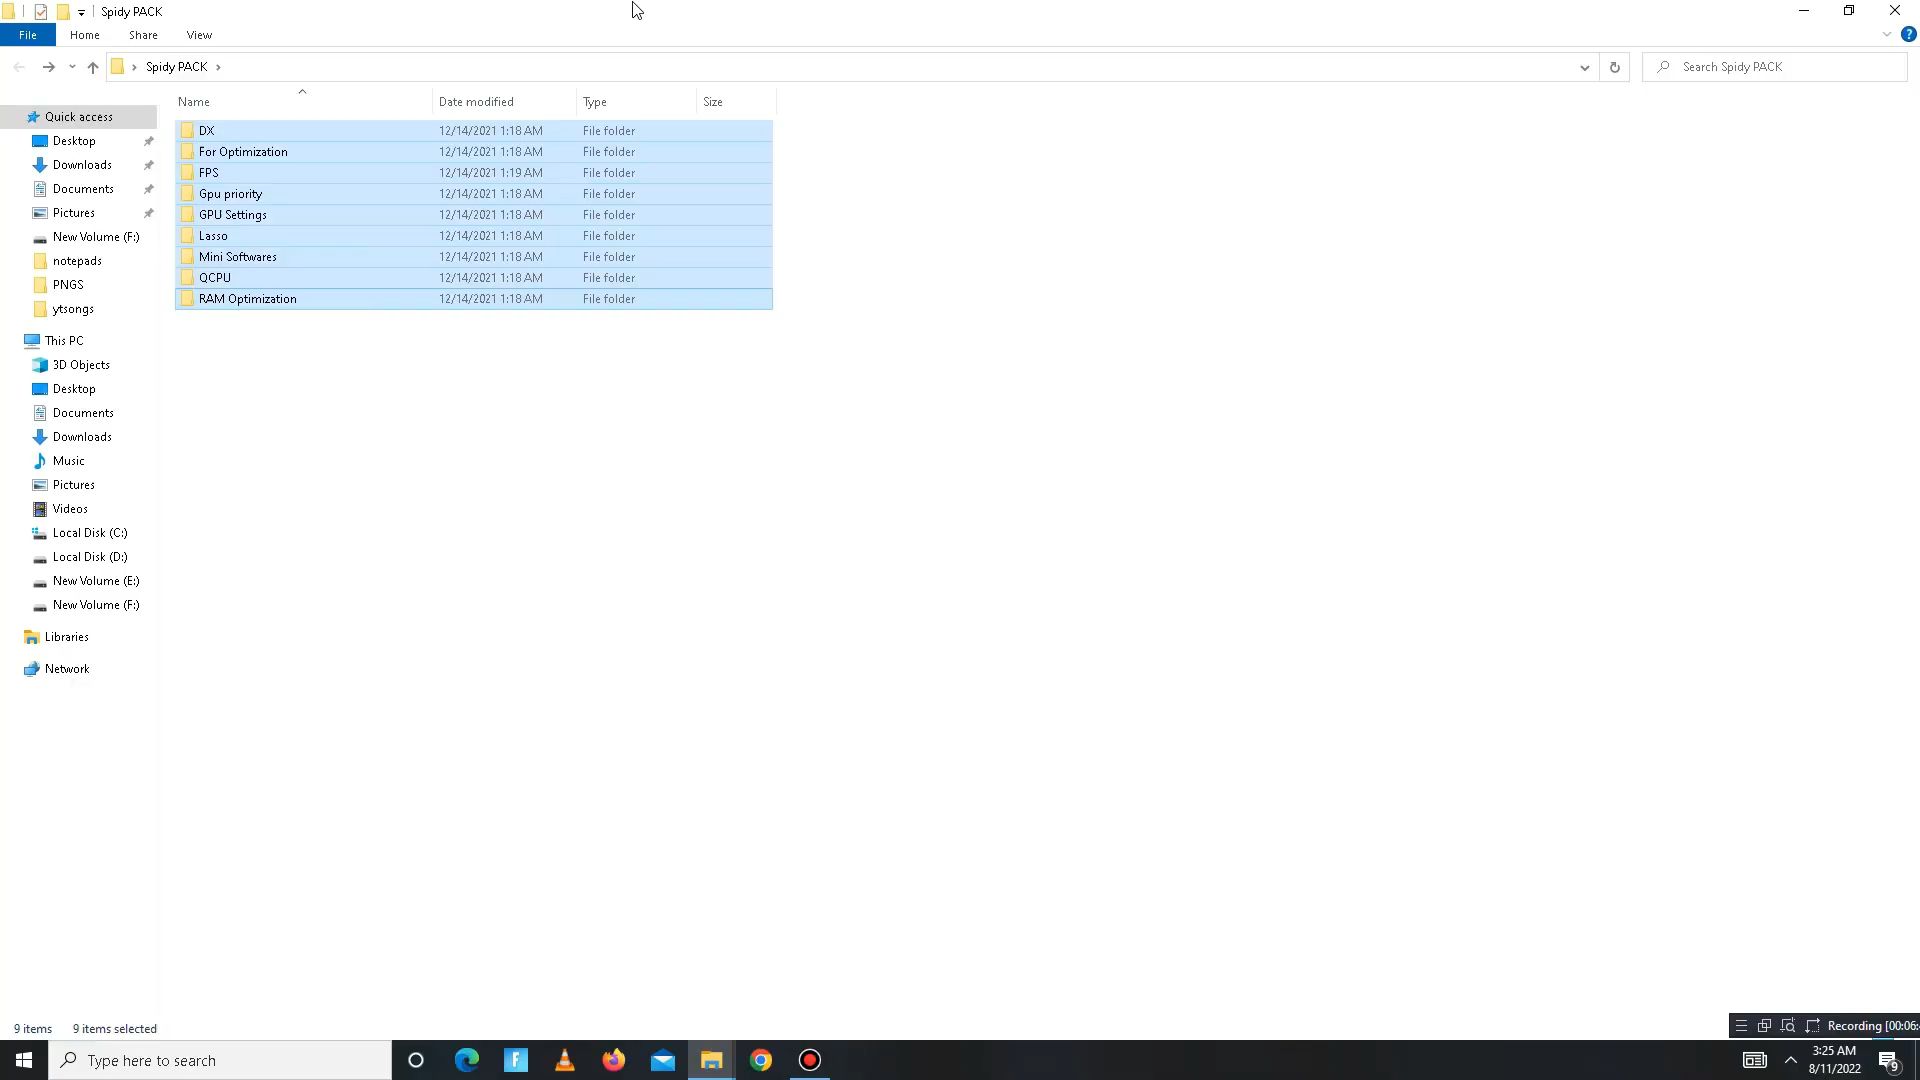 Spidy PACK
File Home Share View
Spidy PACK
Search Spidy PACK
Name Date modified Type Size
Quick access
Desktop
Downloads
Documents
Pictures
New Volume (F:)
notepads
PNGS
ytsongs
This PC
3D Objects
Desktop
Documents
Downloads
Music
Pictures
Videos
Local Disk (C:)
Local Disk (D:)
New Volume (E:)
New Volume (F:)
Libraries
Network
DX 12/14/2021 1:18 AM File folder
For Optimization 12/14/2021 1:18 AM File folder
FPS 12/14/2021 1:19 AM File folder
Gpu priority 12/14/2021 1:18 AM File folder
GPU Settings 12/14/2021 1:18 AM File folder
Lasso 12/14/2021 1:18 AM File folder
Mini Softwares 12/14/2021 1:18 AM File folder
QCPU 12/14/2021 1:18 AM File folder
RAM Optimization 12/14/2021 1:18 AM File folder
9 items 9 items selected
Recording [00:06:
Type here to search
3:25 AM
8/11/2022
9